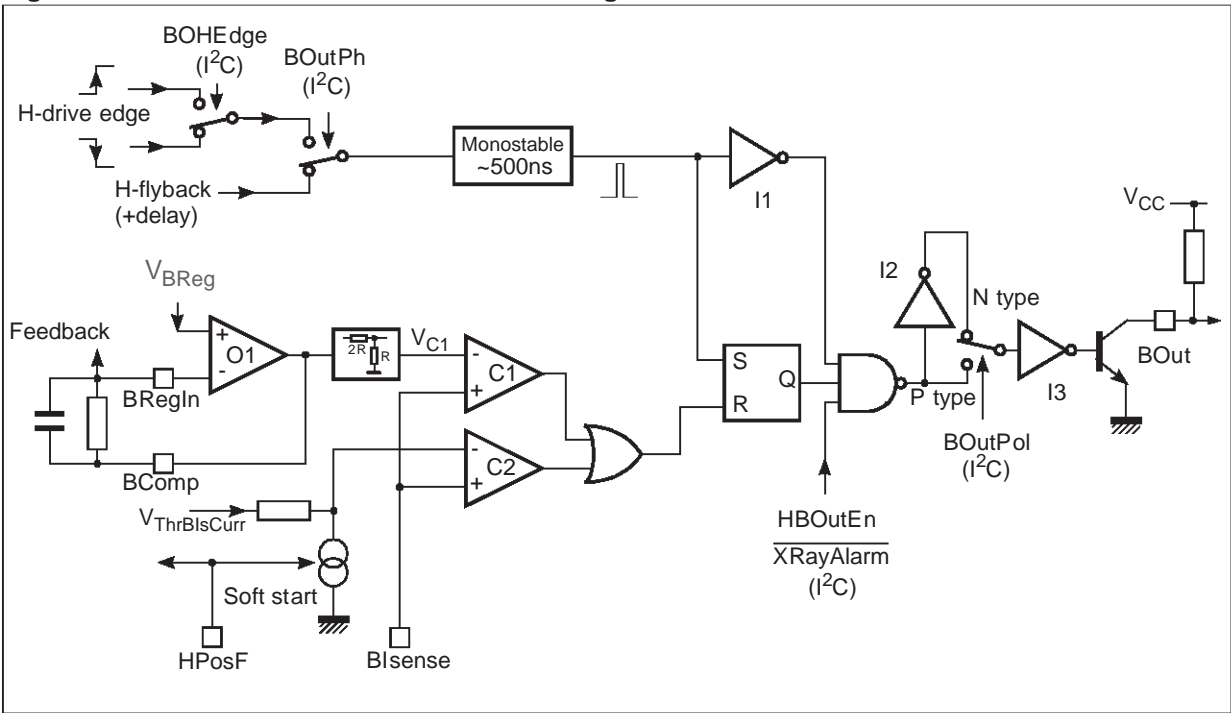 BOHEdge
(I²C)
BOutPh
(I²C)
H-drive edge
H-flyback
(+delay)
Monostable
~500ns
I1
VCC
I2
N type
VBReg
Feedback
+
O1
-
2R
R
VC1
-
C1
+
BRegIn
S
Q
R
P type
I3
BOut
BOutPol
(I²C)
-
C2
+
BComp
VThrBIsCurr
HBOutEn
XRayAlarm
(I²C)
Soft start
HPosF
BIsense